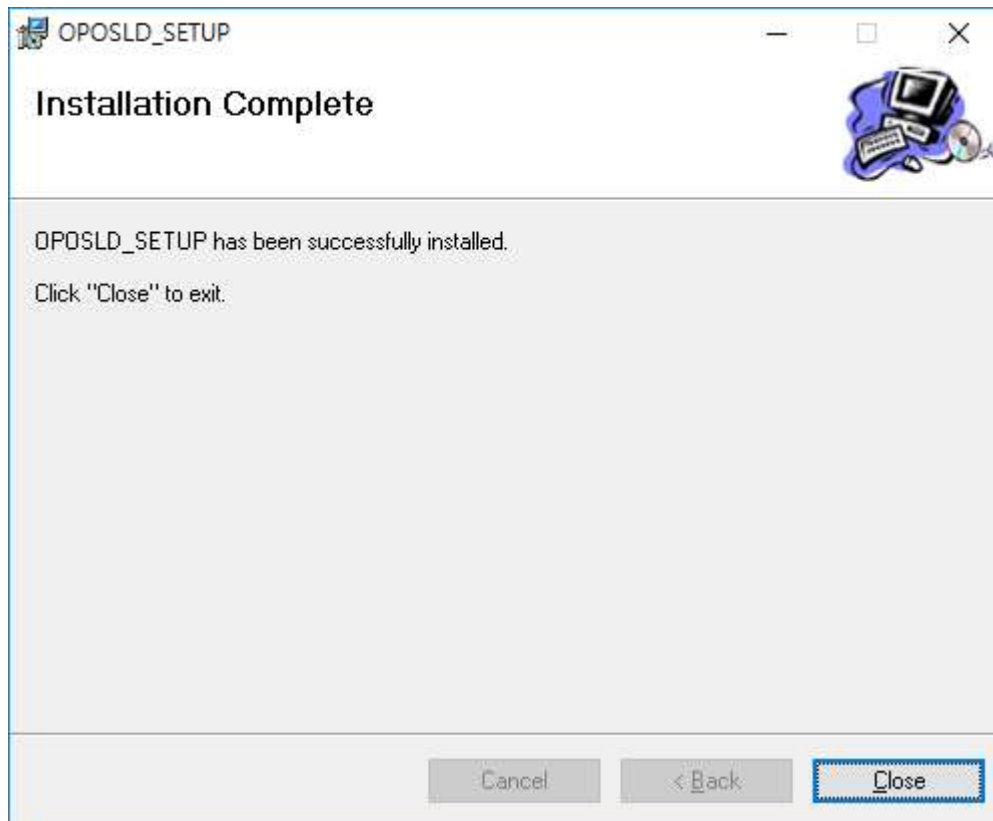 OPOSLD_SETUP
Installation Complete
OPOSLD_SETUP has been successfully installed.
Click "Close" to exit.
Cancel
< Back
Close